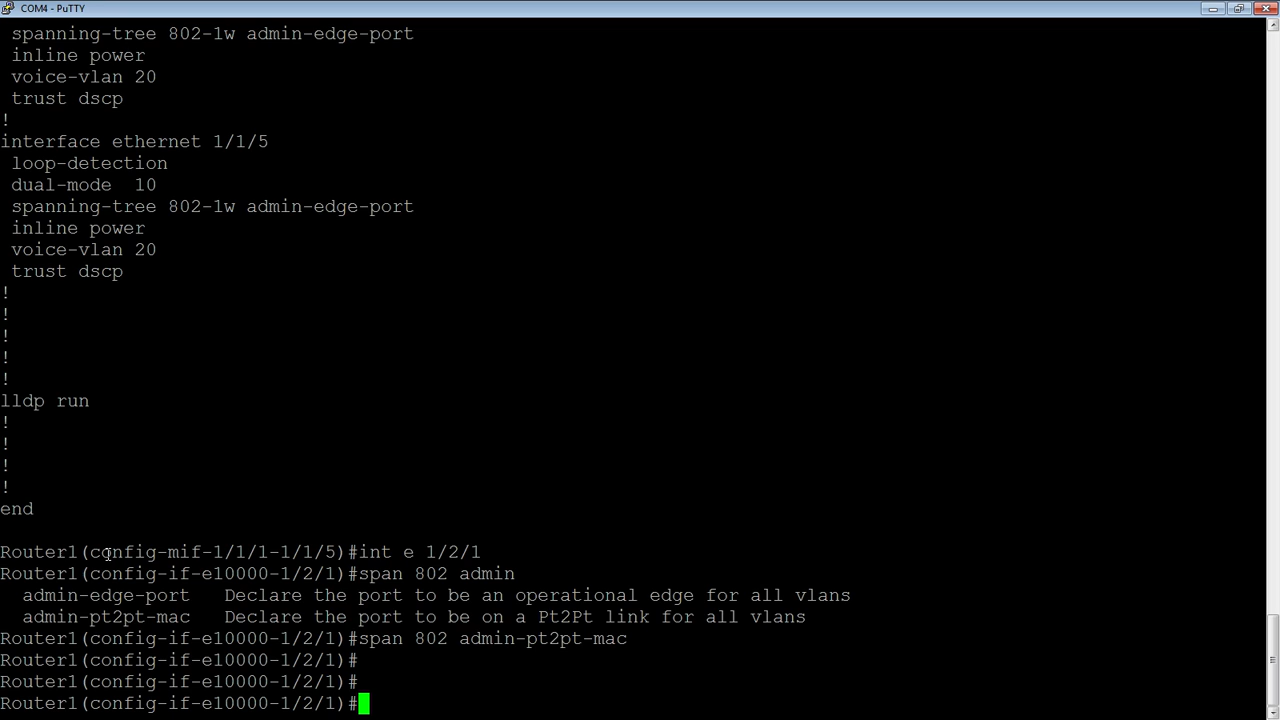 COM4 - PuTTY
spanning-tree 802-1w admin-edge-port
inline power
voice-vlan 20
trust dscp
!
interface ethernet 1/1/5
loop-detection
dual-mode  10
spanning-tree 802-1w admin-edge-port
inline power
voice-vlan 20
trust dscp
!
!
!
!
!
lldp run
!
!
!
!
end
Router1(config-mif-1/1/1-1/1/5)#int e 1/2/1
Router1(config-if-e10000-1/2/1)#span 802 admin
admin-edge-port   Declare the port to be an operational edge for all vlans
admin-pt2pt-mac   Declare the port to be on a Pt2Pt link for all vlans
Router1(config-if-e10000-1/2/1)#span 802 admin-pt2pt-mac
Router1(config-if-e10000-1/2/1)#
Router1(config-if-e10000-1/2/1)#
Router1(config-if-e10000-1/2/1)#